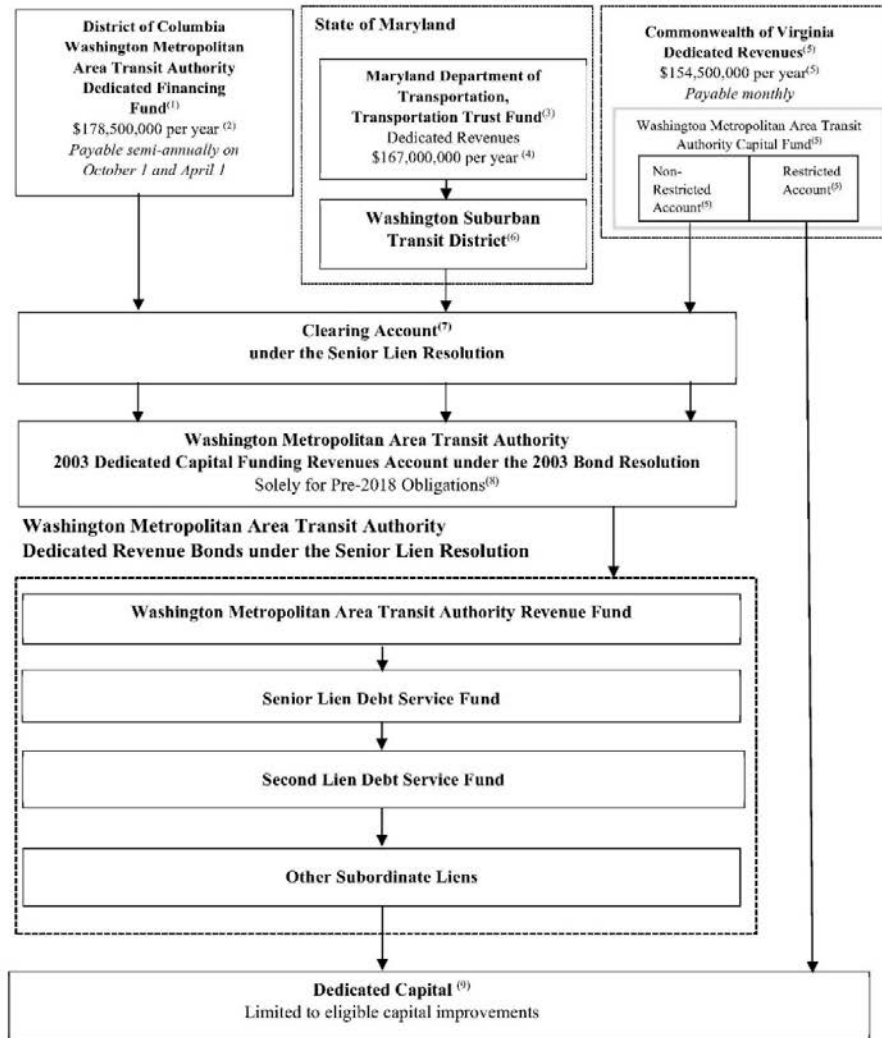 District of Columbia
Washington Metropolitan
Area Transit Authority
Dedicated Financing
Fund(1)
$178,500,000 per year (2)
Payable semi-annually on
October 1 and April 1
State of Maryland
Maryland Department of
Transportation,
Transportation Trust Fund(3)
Dedicated Revenues
$167,000,000 per year (4)
Washington Suburban
Transit District(6)
Commonwealth of Virginia
Dedicated Revenues(5)
$154,500,000 per year(5)
Payable monthly
Washington Metropolitan Area Transit
Authority Capital Fund(5)
Non-
Restricted
Account(5)
Restricted
Account(5)
Clearing Account(7)
under the Senior Lien Resolution
Washington Metropolitan Area Transit Authority
2003 Dedicated Capital Funding Revenues Account under the 2003 Bond Resolution
Solely for Pre-2018 Obligations(8)
Washington Metropolitan Area Transit Authority
Dedicated Revenue Bonds under the Senior Lien Resolution
Washington Metropolitan Area Transit Authority Revenue Fund
Senior Lien Debt Service Fund
Second Lien Debt Service Fund
Other Subordinate Liens
Dedicated Capital (9)
Limited to eligible capital improvements